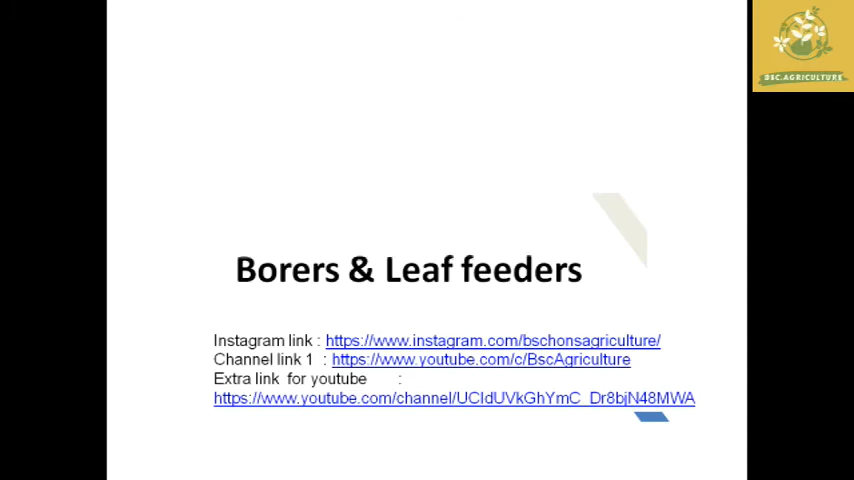 BSC.AGRICULTURE
Borers & Leaf feeders
Instagram link : https://www.instagram.com/bschonsagriculture/
Channel link 1 : https://www.youtube.com/c/BscAgriculture
Extra link for youtube :
https://www.youtube.com/channel/UCIdUVkGhYmC_Dr8bjN48MWA